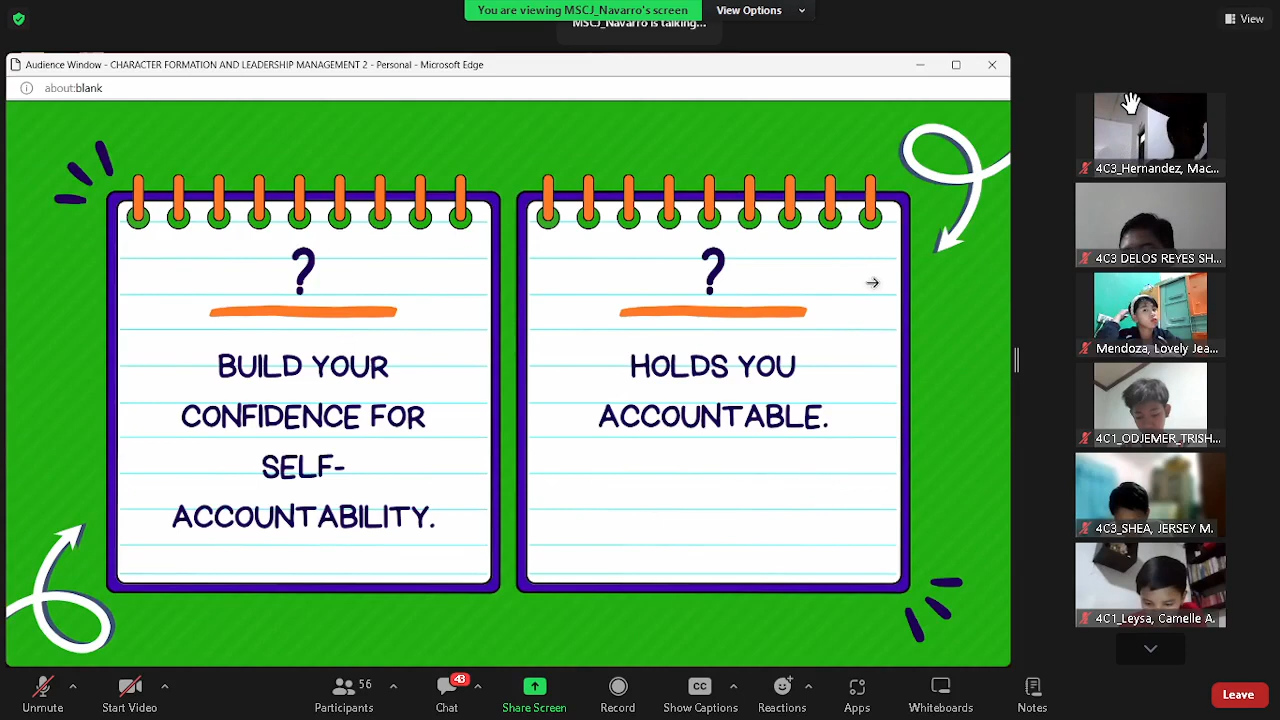 You are viewing MSCJ_Navarro's screen
View Options
MSCJ_Navarro is talking...
View
Audience Window - CHARACTER FORMATION AND LEADERSHIP MANAGEMENT 2 - Personal - Microsoft Edge
about:blank
?
BUILD YOUR
CONFIDENCE FOR
SELF-
ACCOUNTABILITY.
?
HOLDS YOU
ACCOUNTABLE.
4C3_Hernandez, Mac...
4C3 DELOS REYES SH...
Mendoza, Lovely Jea...
4C1_ODJEMER_TRISH...
4C3_SHEA, JERSEY M.
4C1_Leysa, Carnelle A.
Unmute
Start Video
56
Participants
43
Chat
Share Screen
Record
CC
Show Captions
Reactions
Apps
Whiteboards
Notes
Leave